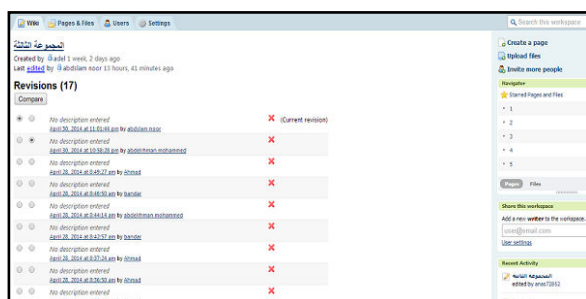 Wiki Pages & Files Users Settings
Search this workspace
المجموعة الثالثة
Created by adel 1 week, 2 days ago
Last edited by abdslam noor 13 hours, 41 minutes ago
Revisions (17)
Compare
No description entered
(Current revision)
April 30, 2014 at 11:01:44 pm by abdslam noor
No description entered
April 30, 2014 at 10:58:28 pm by abdelrhman mohammed
No description entered
April 28, 2014 at 8:49:27 am by Ahmad
No description entered
April 28, 2014 at 8:46:50 am by bandar
No description entered
April 28, 2014 at 8:44:14 am by abdelrhman mohammed
No description entered
April 28, 2014 at 8:42:57 am by bandar
No description entered
April 28, 2014 at 8:37:24 am by Ahmad
No description entered
April 28, 2014 at 8:36:50 am by Ahmad
No description entered
Create a page
Upload files
Invite more people
Navigator
Starred Pages and Files
1
2
3
4
5
Pages Files
Share this workspace
Add a new writer to the workspace.
user@email.com
User settings
Recent Activity
المجموعة الثالثة
edited by anas72852